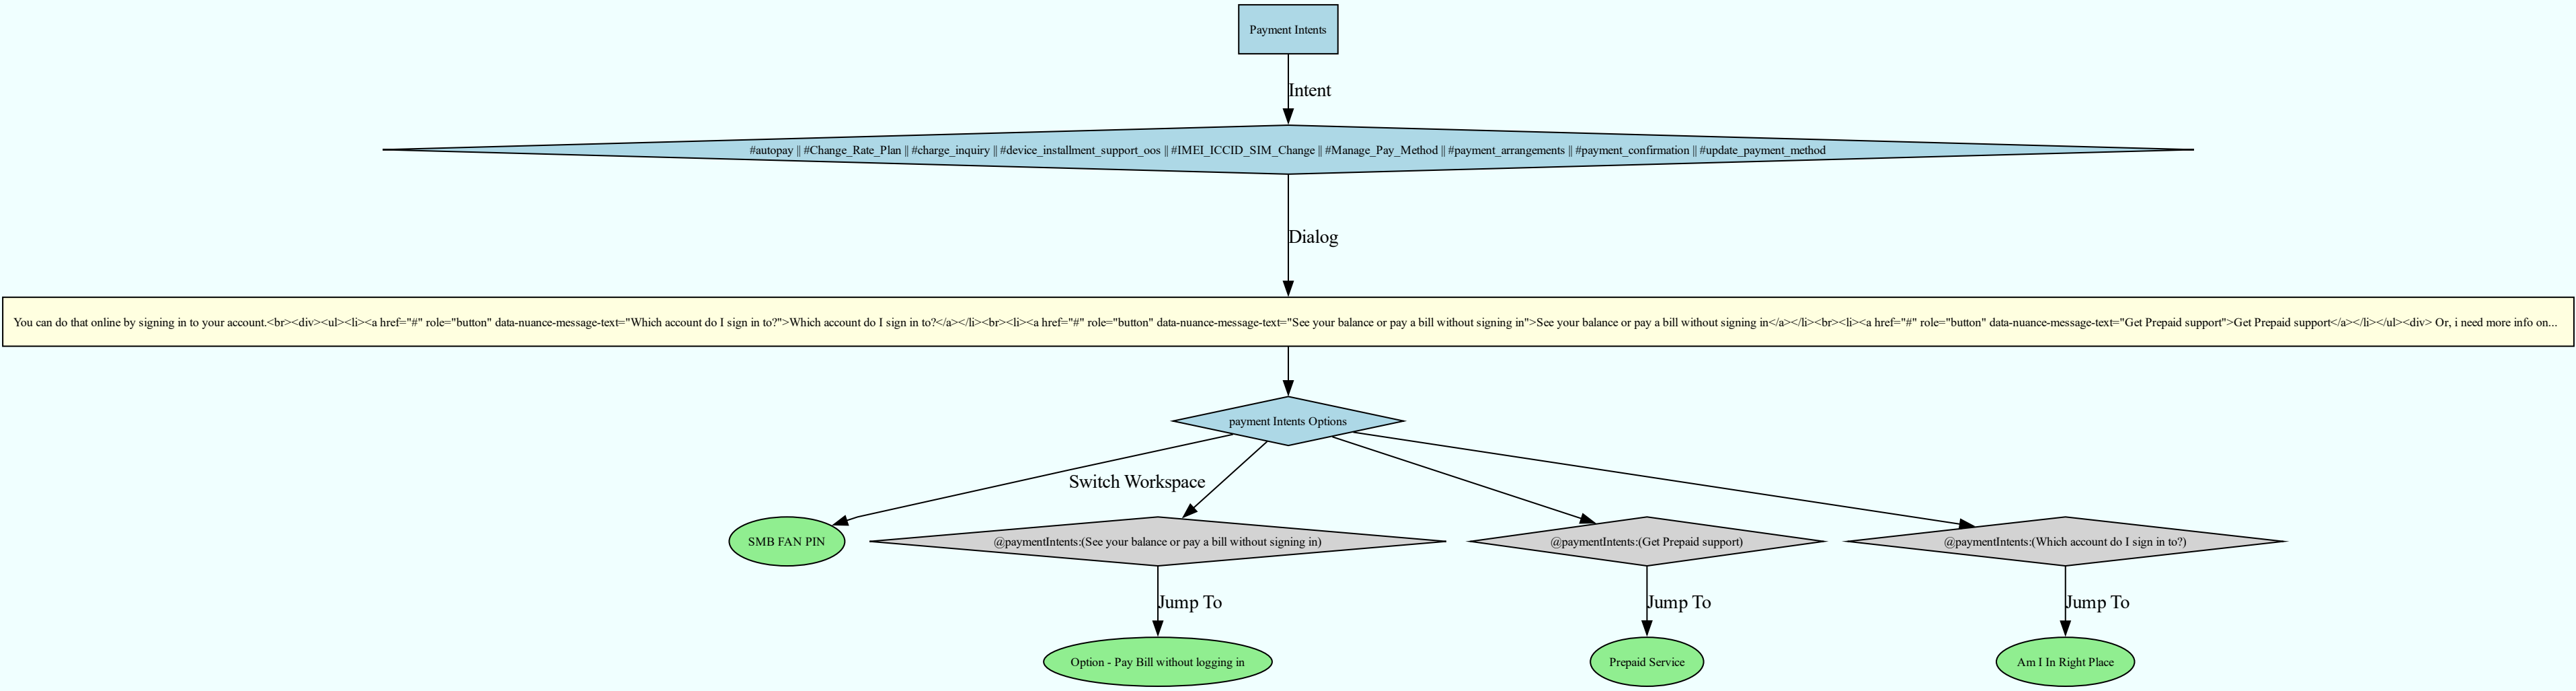 Payment Intents
Intent
#autopay || #Change_Rate_Plan || #charge_inquiry || #device_installment_support_oos || #IMEI_ICCID_SIM_Change || #Manage_Pay_Method || #payment_arrangements || #payment_confirmation || #update_payment_method
Dialog
You can do that online by signing in to your account.<br><div><ul><li><a href="#" role="button" data-nuance-message-text="Which account do I sign in to?">Which account do I sign in to?</a></li><br><li><a href="#" role="button" data-nuance-message-text="See your balance or pay a bill without signing in">See your balance or pay a bill without signing in</a></li><br><li><a href="#" role="button" data-nuance-message-text="Get Prepaid support">Get Prepaid support</a></li></ul><div> Or, i need more info on...
payment Intents Options
Switch Workspace
SMB FAN PIN
@paymentIntents:(See your balance or pay a bill without signing in)
@paymentIntents:(Get Prepaid support)
@paymentIntents:(Which account do I sign in to?)
Jump To
Jump To
Jump To
Option - Pay Bill without logging in
Prepaid Service
Am I In Right Place